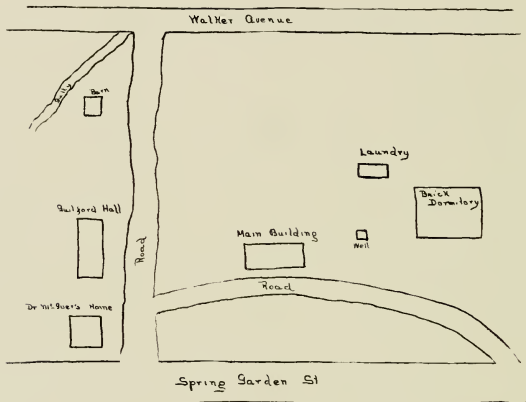 Walker Avenue
Gully
Barn
Laundry
Brick
Dormitory
Guilford Hall
Road
Main Building
Well
Road
Dr McIver's Home
Spring Garden St